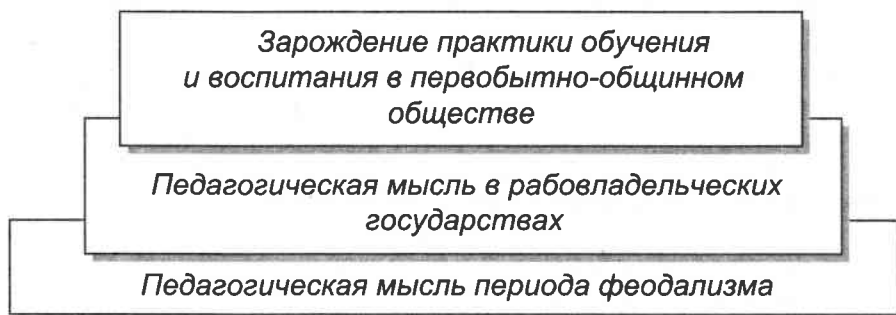 Зарождение практики обучения
и воспитания в первобытно-общинном
обществе
Педагогическая мысль в рабовладельческих
государствах
Педагогическая мысль периода феодализма